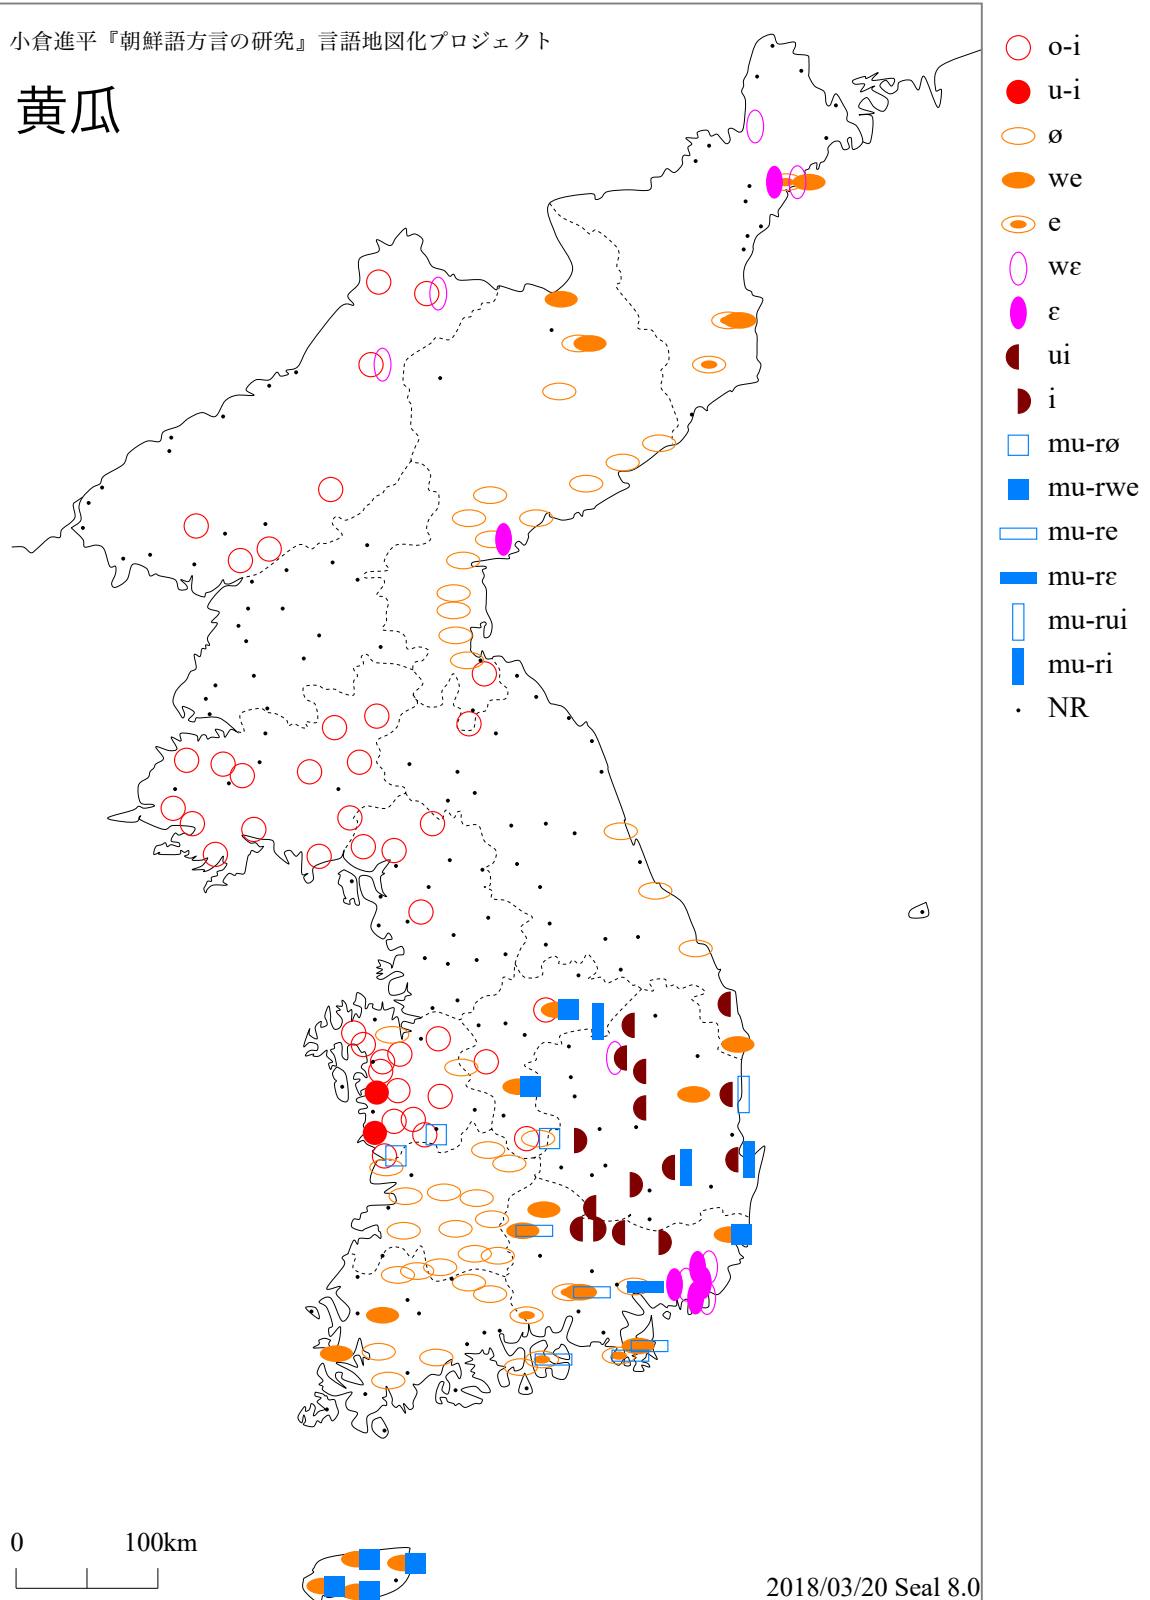 小倉進平『朝鮮語方言の研究』言語地図化プロジェクト
黄瓜
o-i
u-i
ø
we
e
wɛ
ɛ
ui
i
mu-rø
mu-rwe
mu-re
mu-rɛ
mu-rui
mu-ri
NR
0 100km
2018/03/20 Seal 8.0